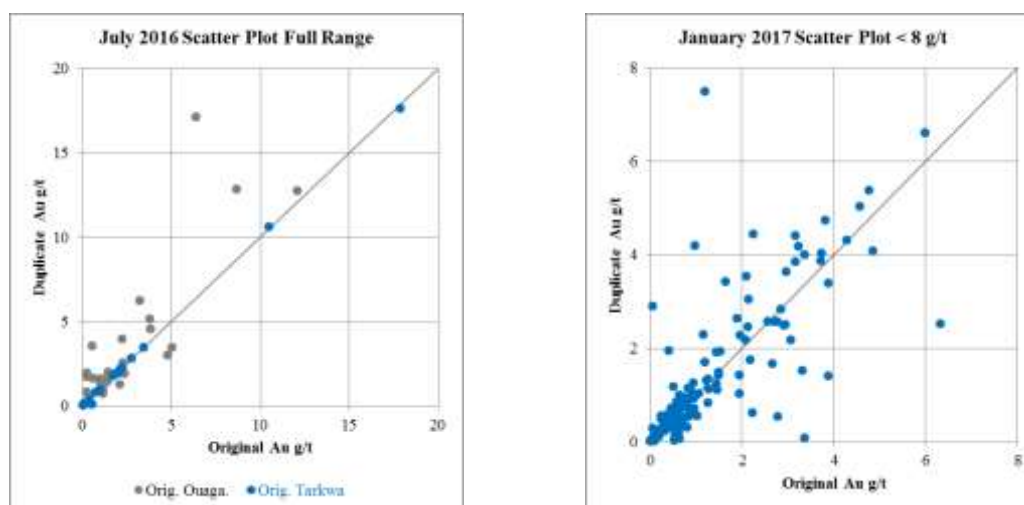 July 2016 Scatter Plot Full Range
20
15
10
5
0
0 5 10 15 20
Duplicate Au g/t
Original Au g/t
Orig. Ouaga. Orig. Tarkwa
January 2017 Scatter Plot < 8 g/t
8
6
4
2
0
0 2 4 6 8
Duplicate Au g/t
Original Au g/t